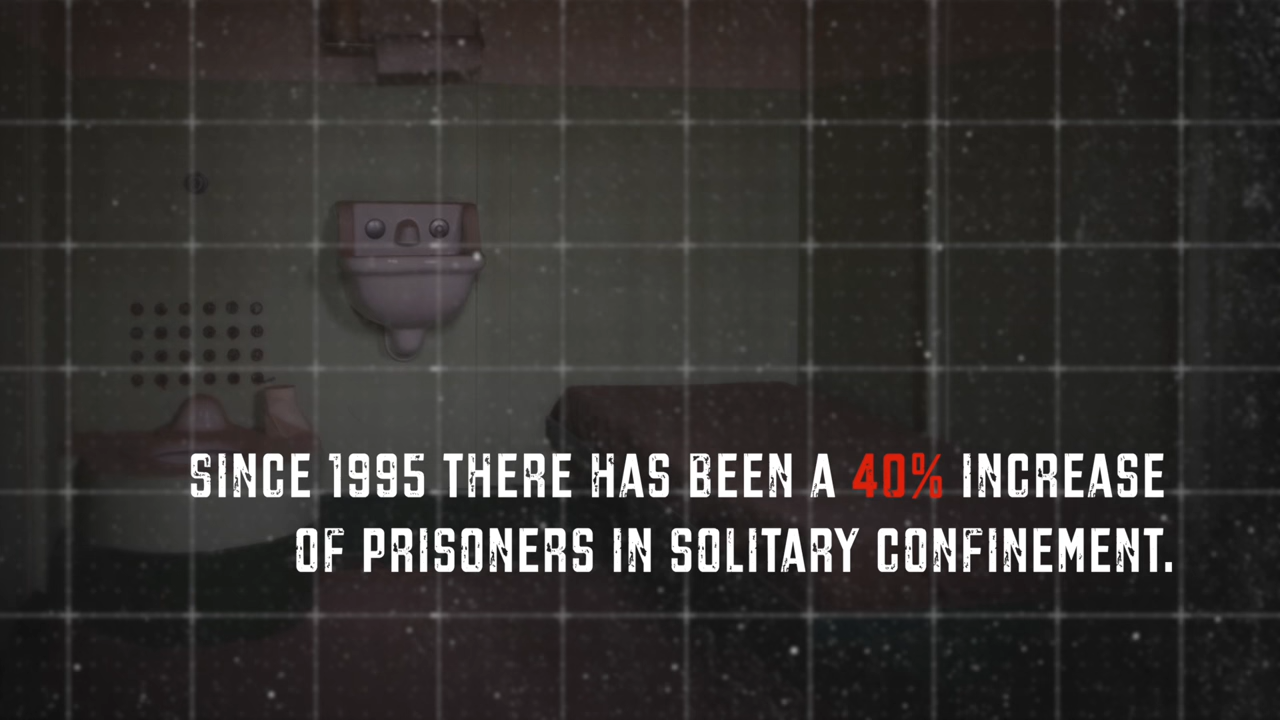 SINCE 1995 THERE HAS BEEN A 40% INCREASE
OF PRISONERS IN SOLITARY CONFINEMENT.